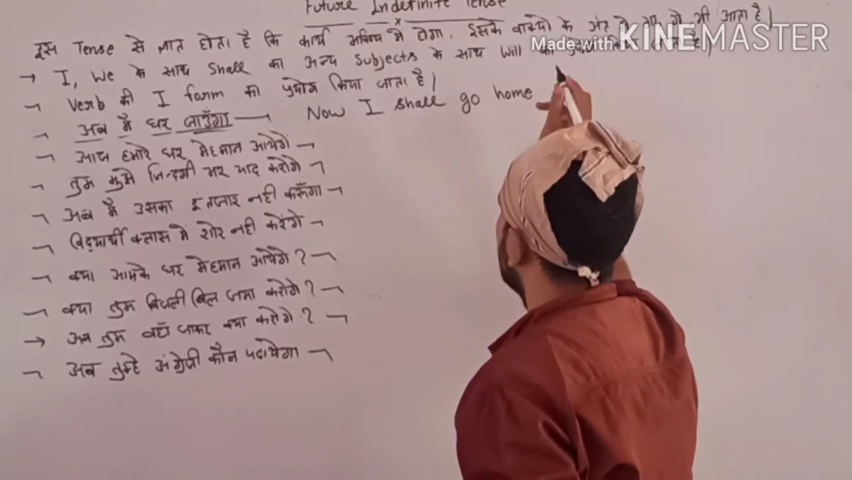 Future Indefinite Tense
इस Tense से ज्ञात होता है कि कार्य भविष्य मे होगा, इसके वाक्यो के अंत मे गा, गे, गी आता है|
Made with KINEMASTER
→ I, We के साथ Shall का अन्य Subjects के साथ will का
¬ Verb की I form का प्रयोग किया जाता है|
¬ अब मै घर जाउँगा ¬ Now I shall go home
¬ आज हमारे घर मेहमान आयेगें ¬
¬ तुम मुझे जिन्दगी भर याद करोगे ¬
¬ अब मै उसका इन्तजार नही करूँगा ¬
¬ विद्यार्थी क्लास मे शोर नही करेंगे ¬
¬ क्या आपके घर मेहमान आयेगे ? ¬
¬ क्या तुम बिजली बिल जमा करोगे ? ¬
→ अब तुम वहाँ जाकर क्या करोगे ? ¬
¬ अब तुम्हे अंग्रेजी कौन पढायेगा ¬